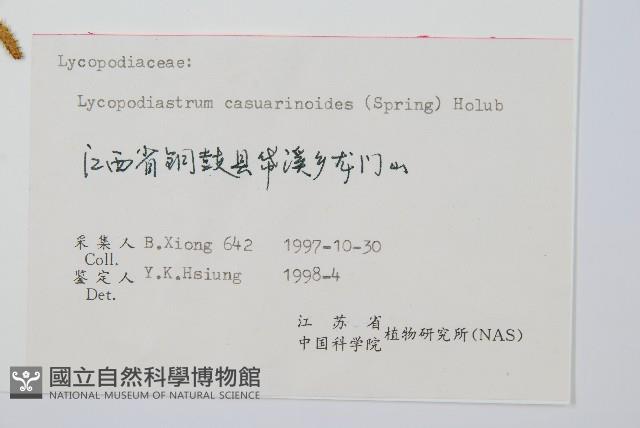 Lycopodiaceae:
Lycopodiastrum casuarinoides (Spring) Holub
江西省铜鼓县带溪乡龙门山
采集人 B.Xiong 642 1997-10-30
Coll.
鉴定人 Y.K.Hsiung 1998-4
Det.
江苏省
中国科学院 植物研究所(NAS)
國立自然科學博物館
NATIONAL MUSEUM OF NATURAL SCIENCE